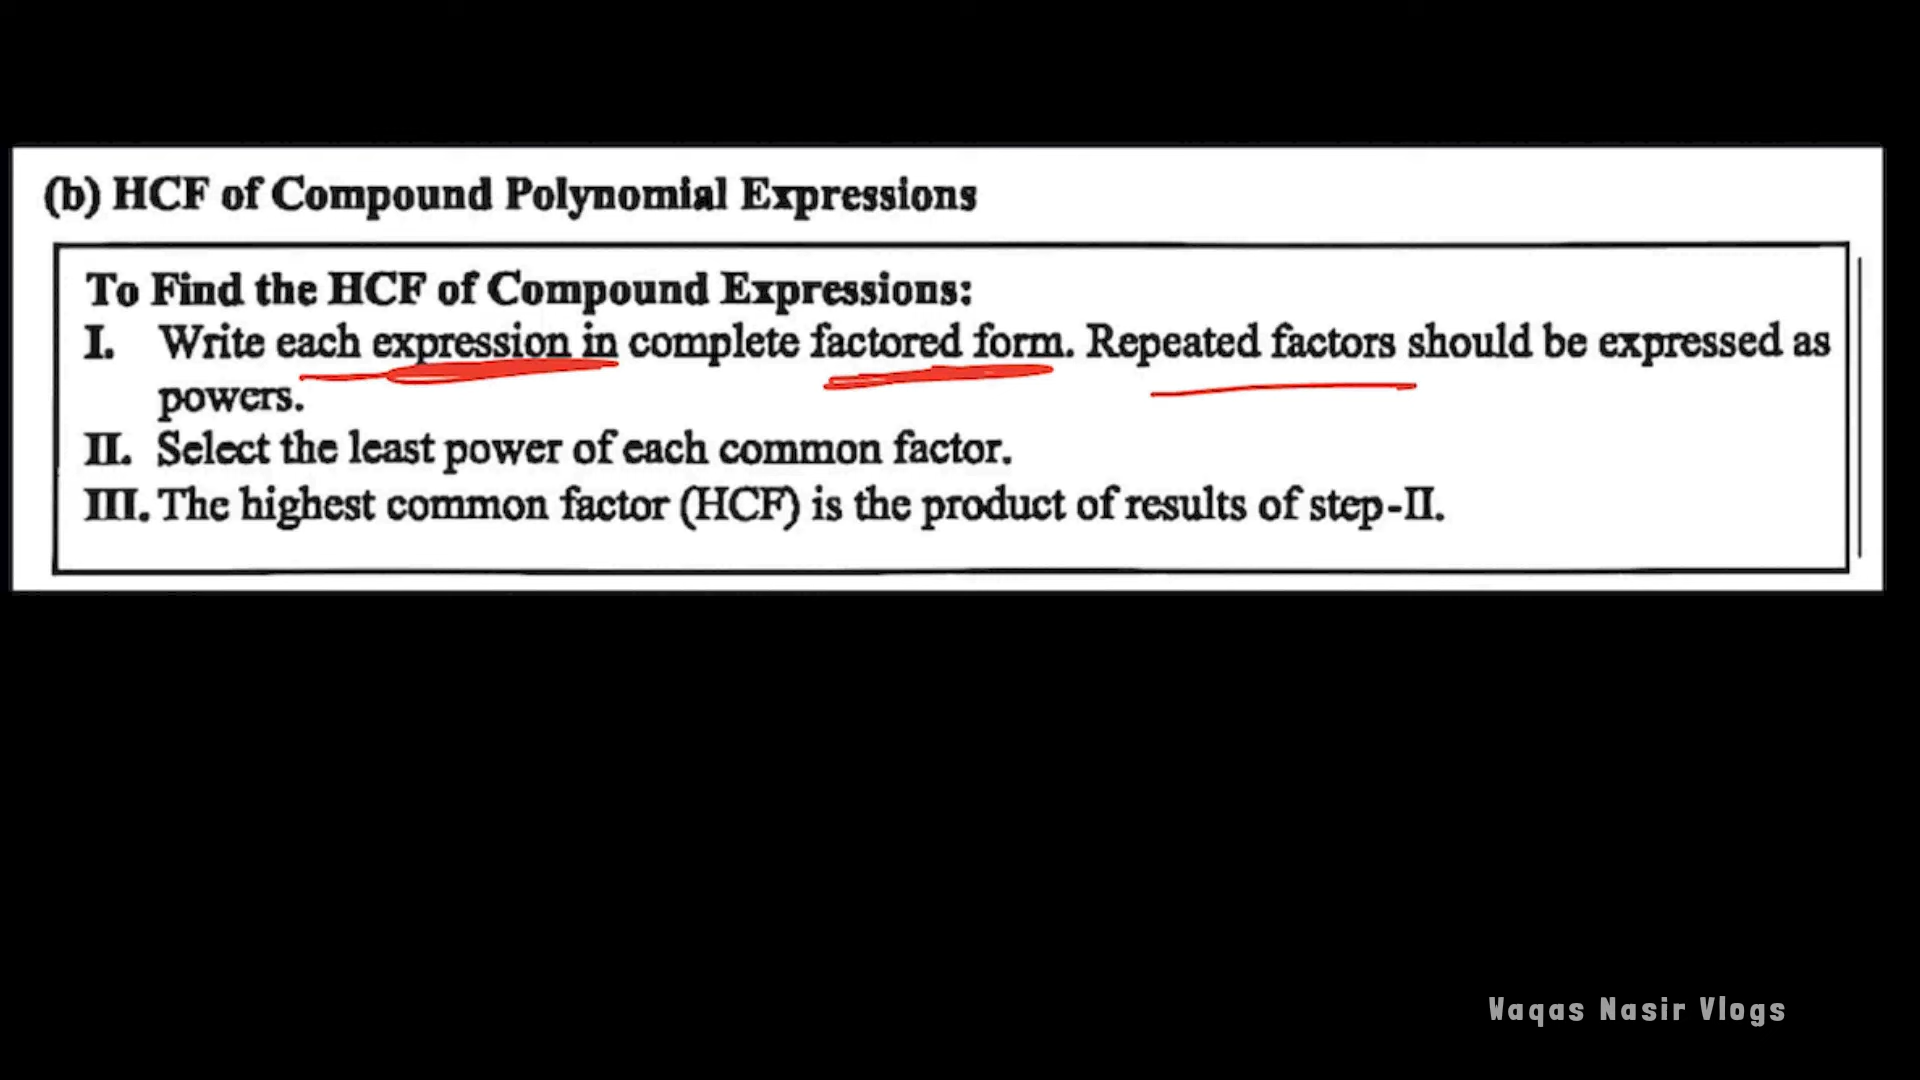 (b) HCF of Compound Polynomial Expressions
To Find the HCF of Compound Expressions:
I. Write each expression in complete factored form. Repeated factors should be expressed as
powers.
II. Select the least power of each common factor.
III. The highest common factor (HCF) is the product of results of step-II.
Waqas Nasir Vlogs